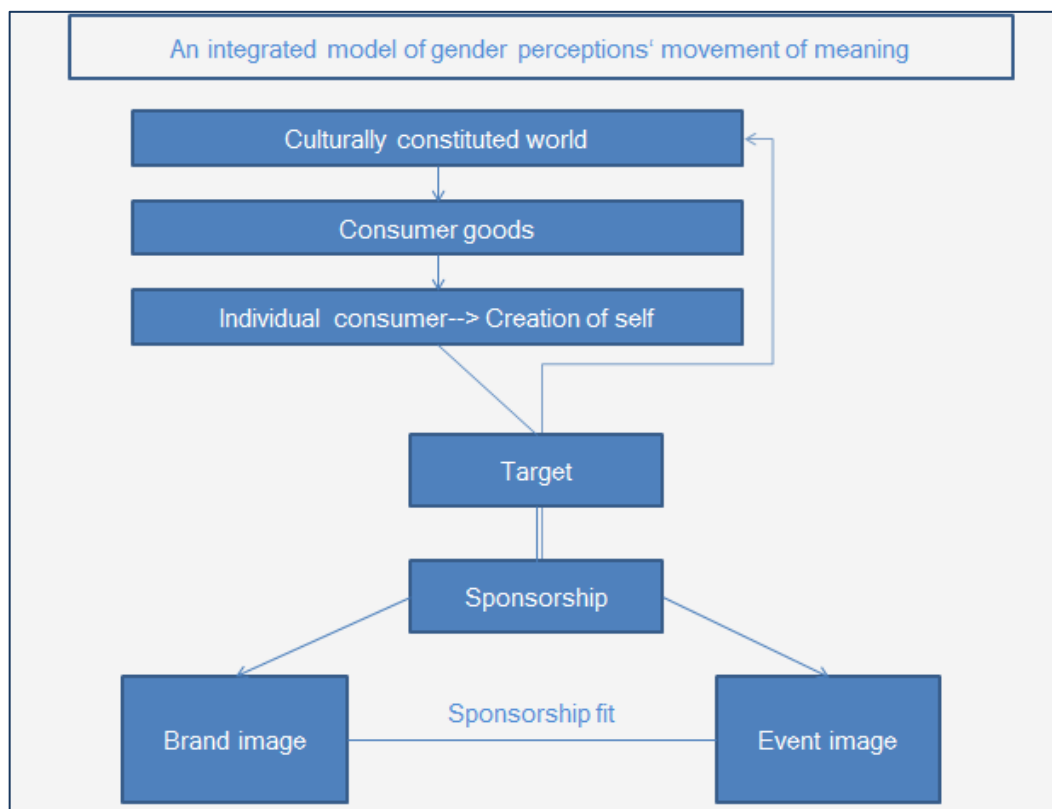 An integrated model of gender perceptions‘ movement of meaning
Culturally constituted world
Consumer goods
Individual consumer--> Creation of self
Target
Sponsorship
Sponsorship fit
Brand image
Event image